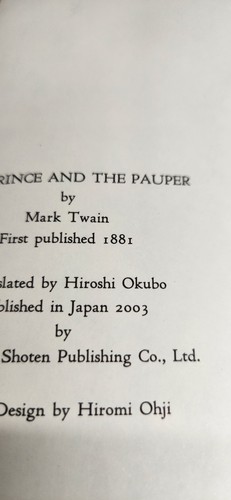 RINCE AND THE PAUPER
by
Mark Twain
First published 1881
slated by Hiroshi Okubo
blished in Japan 2003
by
Shoten Publishing Co., Ltd.
Design by Hiromi Ohji